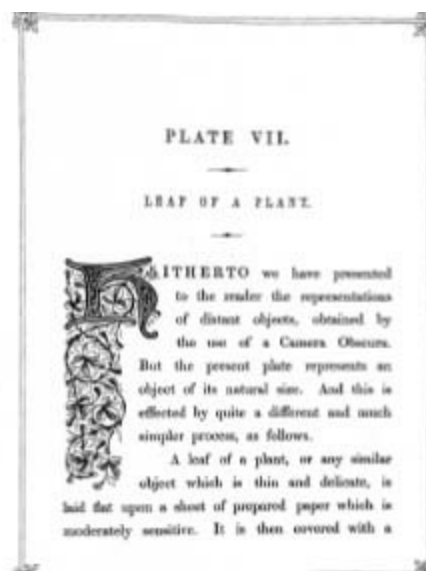 PLATE VII.
LEAF OF A PLANT.
HITHERTO we have presented
to the reader the representations
of distant objects, obtained by
the use of a Camera Obscura.
But the present plate represents an
object of its natural size. And this is
effected by quite a different and much
simpler process, as follows.
A leaf of a plant, or any similar
object which is thin and delicate, is
laid flat upon a sheet of prepared paper which is
moderately sensitive. It is then covered with a